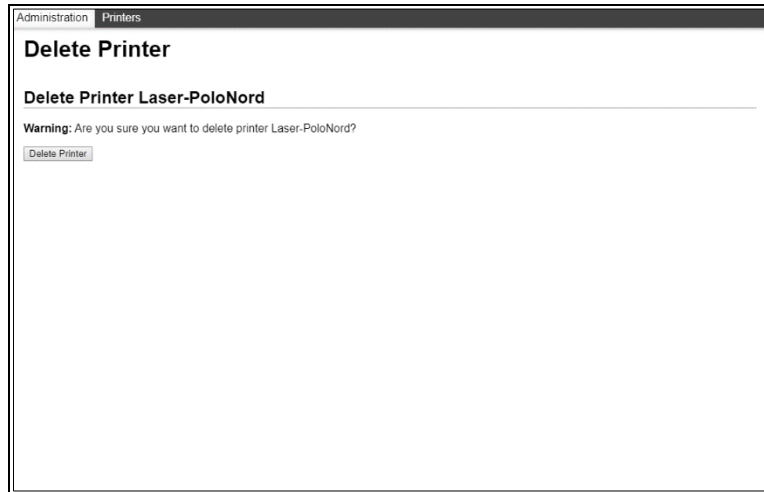 Administration Printers
Delete Printer
Delete Printer Laser-PoloNord
Warning: Are you sure you want to delete printer Laser-PoloNord?
Delete Printer